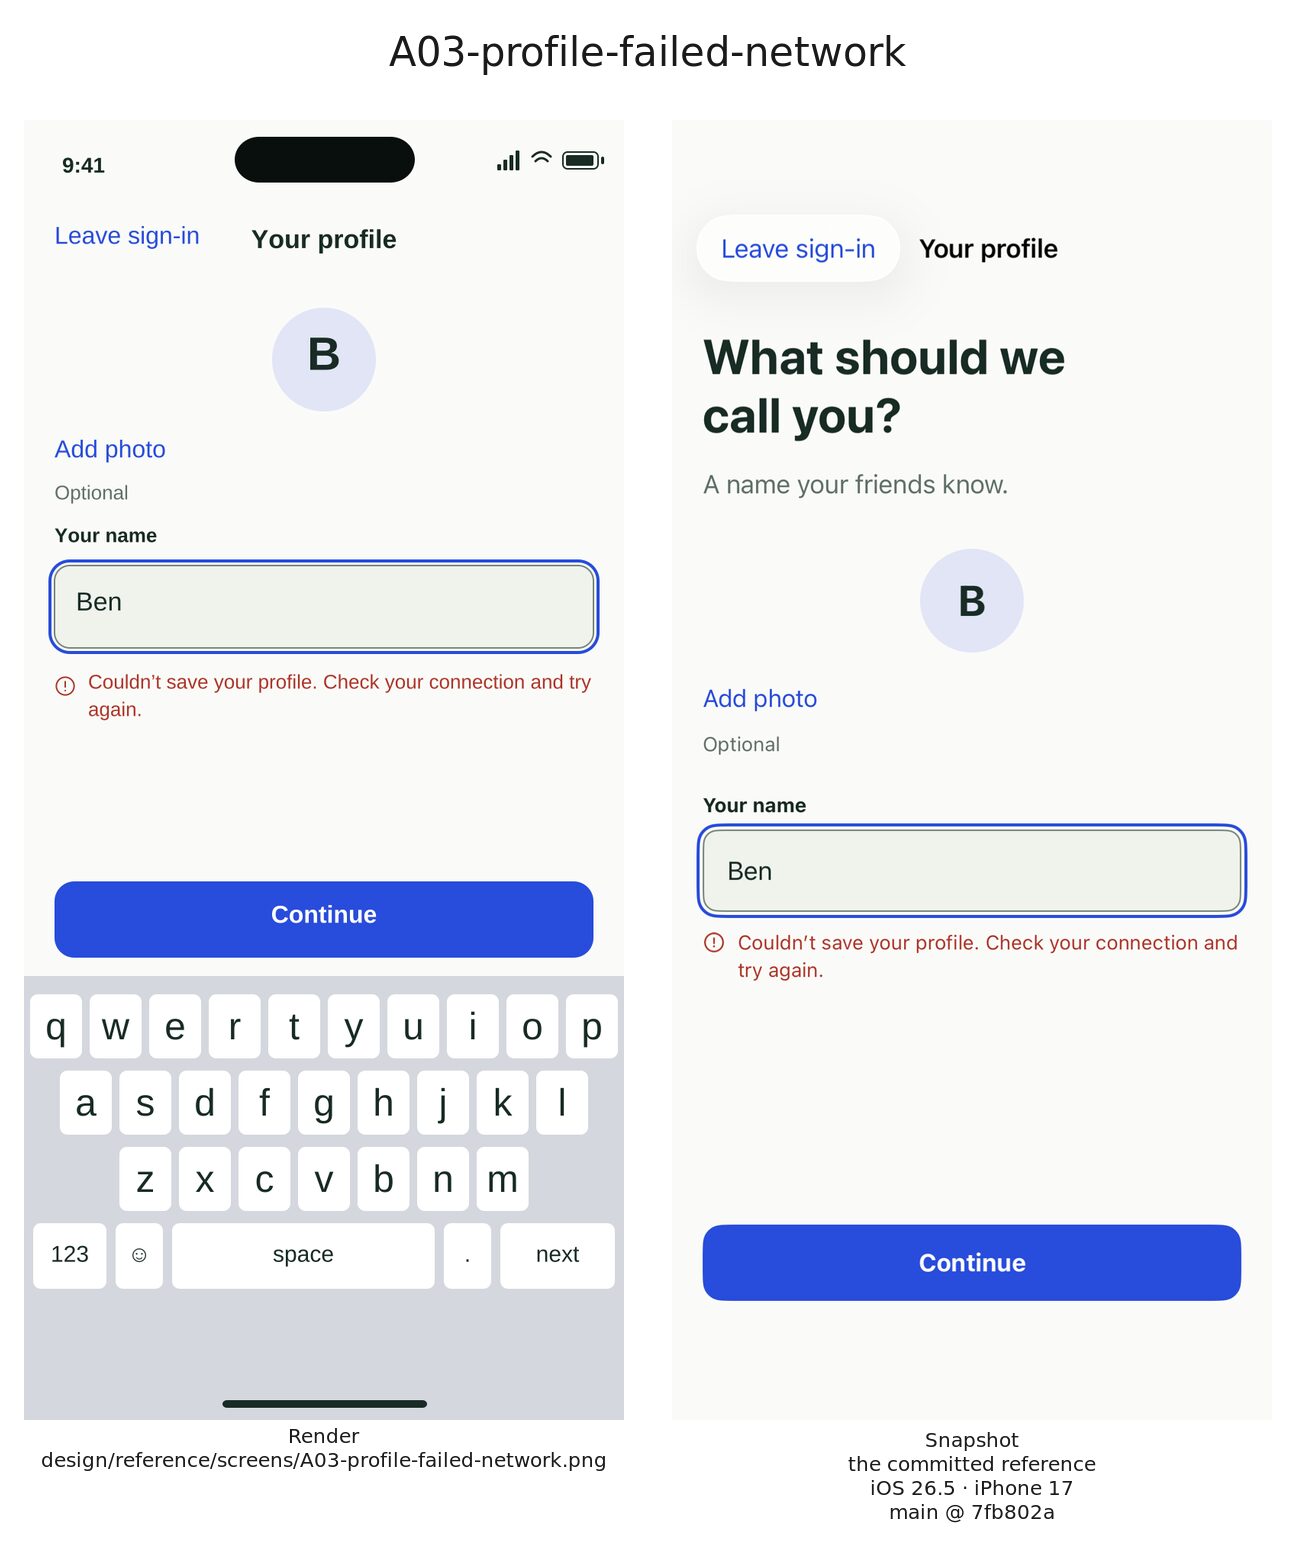 A03-profile-failed-network
9:41
Leave sign-in Your profile
B
Add photo
Optional
Your name
Ben
Couldn’t save your profile. Check your connection and try
again.
Continue
q w e r t y u i o p
a s d f g h j k l
z x c v b n m
123 ☺ space . next
Render
design/reference/screens/A03-profile-failed-network.png
Leave sign-in Your profile
What should we
call you?
A name your friends know.
B
Add photo
Optional
Your name
Ben
Couldn’t save your profile. Check your connection and
try again.
Continue
Snapshot
the committed reference
iOS 26.5 · iPhone 17
main @ 7fb802a